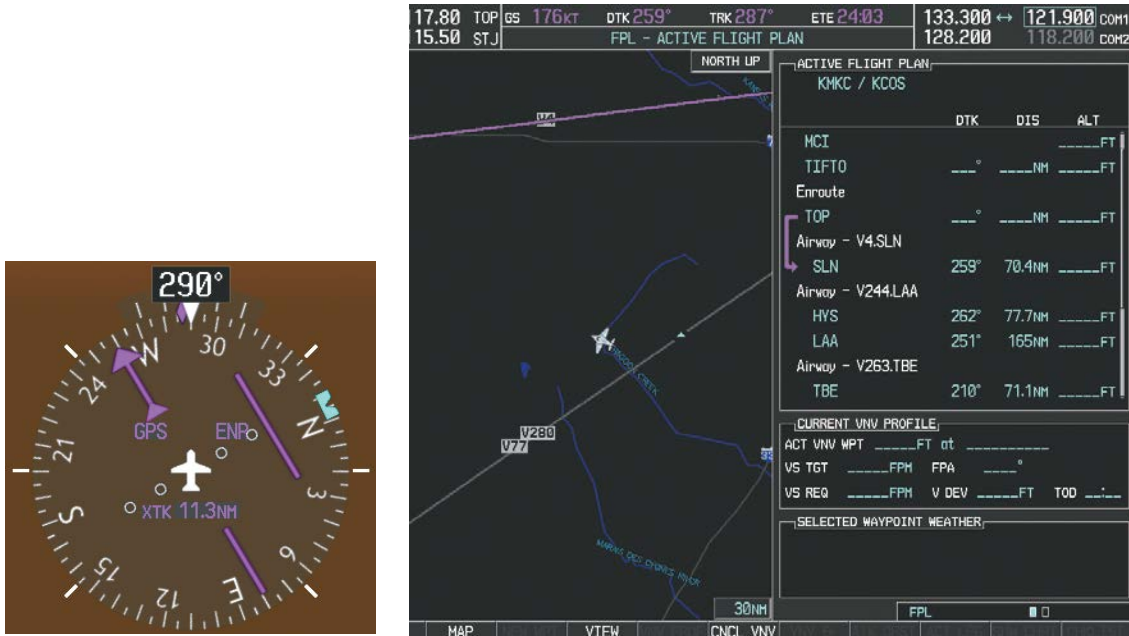 17.80 TOP GS 176KT DTK 259° TRK 287° ETE 24:03 133.300 ↔ 121.900 COM1
15.50 STJ FPL - ACTIVE FLIGHT PLAN 128.200 118.200 COM2
NORTH UP
ACTIVE FLIGHT PLAN
KMKC / KCOS
DTK DIS ALT
MCI _____FT
TIFTO ___° ____NM _____FT
Enroute
TOP ___° ____NM _____FT
Airway - V4.SLN
SLN 259° 70.4NM _____FT
Airway - V244.LAA
HYS 262° 77.7NM _____FT
LAA 251° 165NM _____FT
Airway - V263.TBE
TBE 210° 71.1NM _____FT
CURRENT VNV PROFILE
ACT VNV WPT _____FT at __________
VS TGT _____FPM FPA ____°
VS REQ _____FPM V DEV _____FT TOD __:__
SELECTED WAYPOINT WEATHER
V4
V280
V77
MARAIS DES CYGNES RIVER
30NM
FPL
MAP VIEW CNCL VNV
290°
W 30 33 N 3 6 E 12 15 S 21 24
GPS ENR
XTK 11.3NM